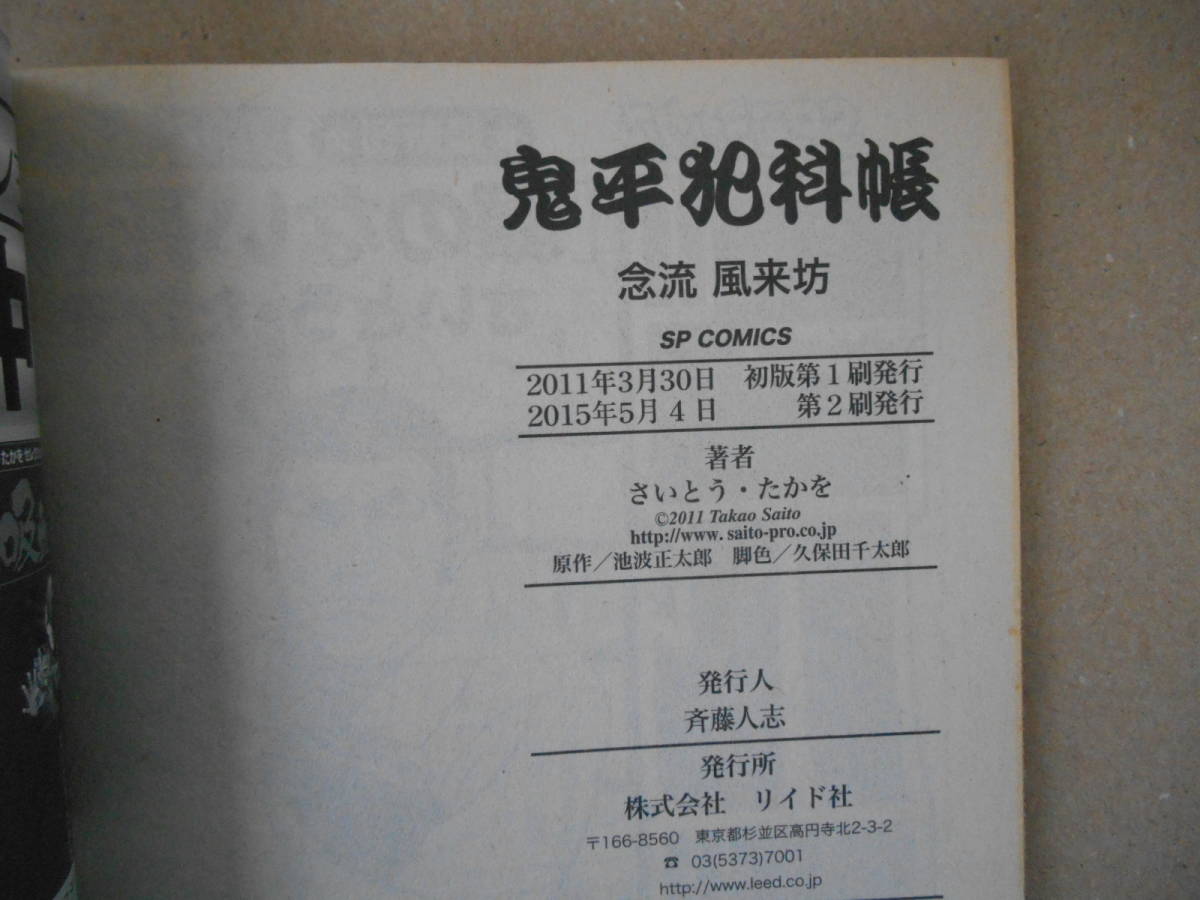 鬼平犯科帳
念流 風来坊
SP COMICS
2011年3月30日 初版第1刷発行
2015年5月4日 第2刷発行
著者
さいとう・たかを
©2011 Takao Saito
http://www.saito-pro.co.jp
原作／池波正太郎 脚色／久保田千太郎
発行人
斉藤人志
発行所
株式会社 リイド社
〒166-8560 東京都杉並区高円寺北2-3-2
☎ 03(5373)7001
http://www.leed.co.jp